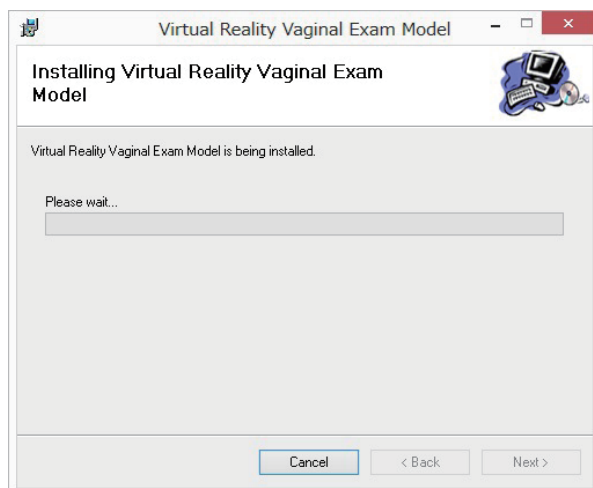 Virtual Reality Vaginal Exam Model
Installing Virtual Reality Vaginal Exam
Model
Virtual Reality Vaginal Exam Model is being installed.
Please wait...
Cancel
< Back
Next >